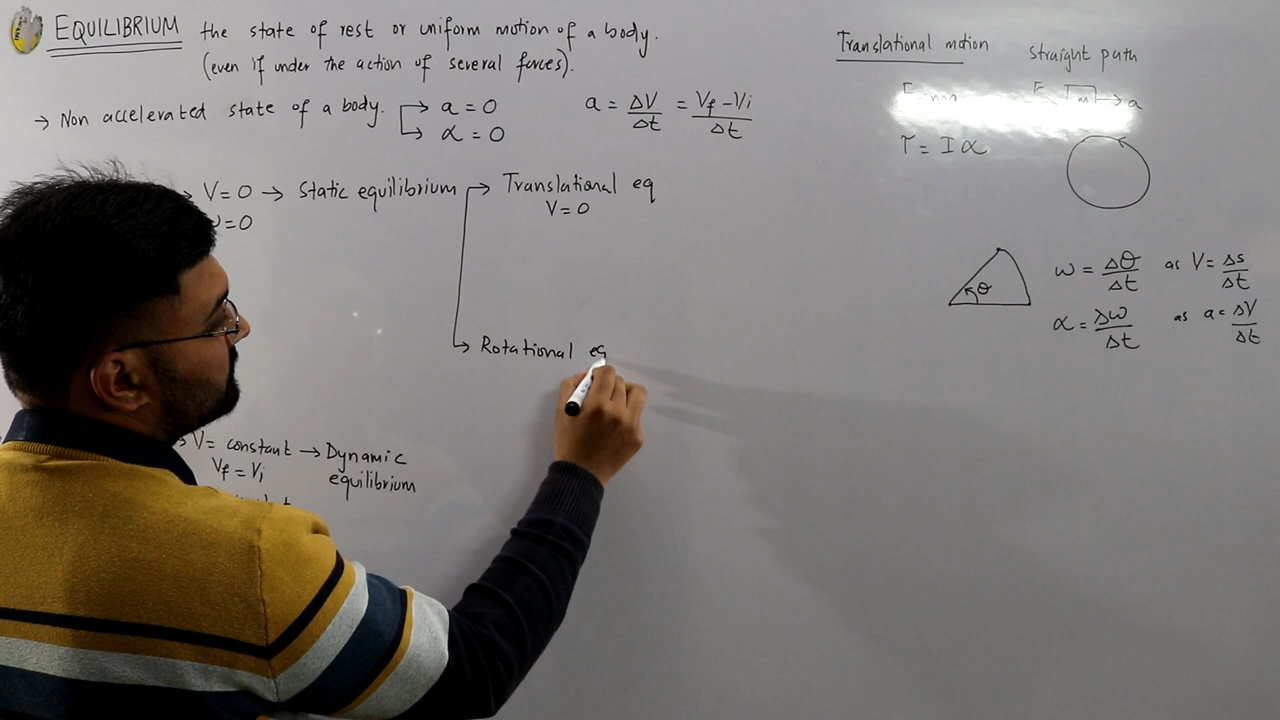 EQUILIBRIUM the state of rest or uniform motion of a body.
(even if under the action of several forces).
→ Non accelerated state of a body. → a = 0
→ α = 0
a = ΔV/Δt = Vf - Vi/Δt
V = 0 → Static equilibrium → Translational eq
V = 0
= 0
→ Rotational eq
V = constant → Dynamic equilibrium
Vf = Vi
Translational motion straight path
m → a
τ = I α
θ
ω = Δθ/Δt as V = Δs/Δt
α = Δω/Δt as a = ΔV/Δt